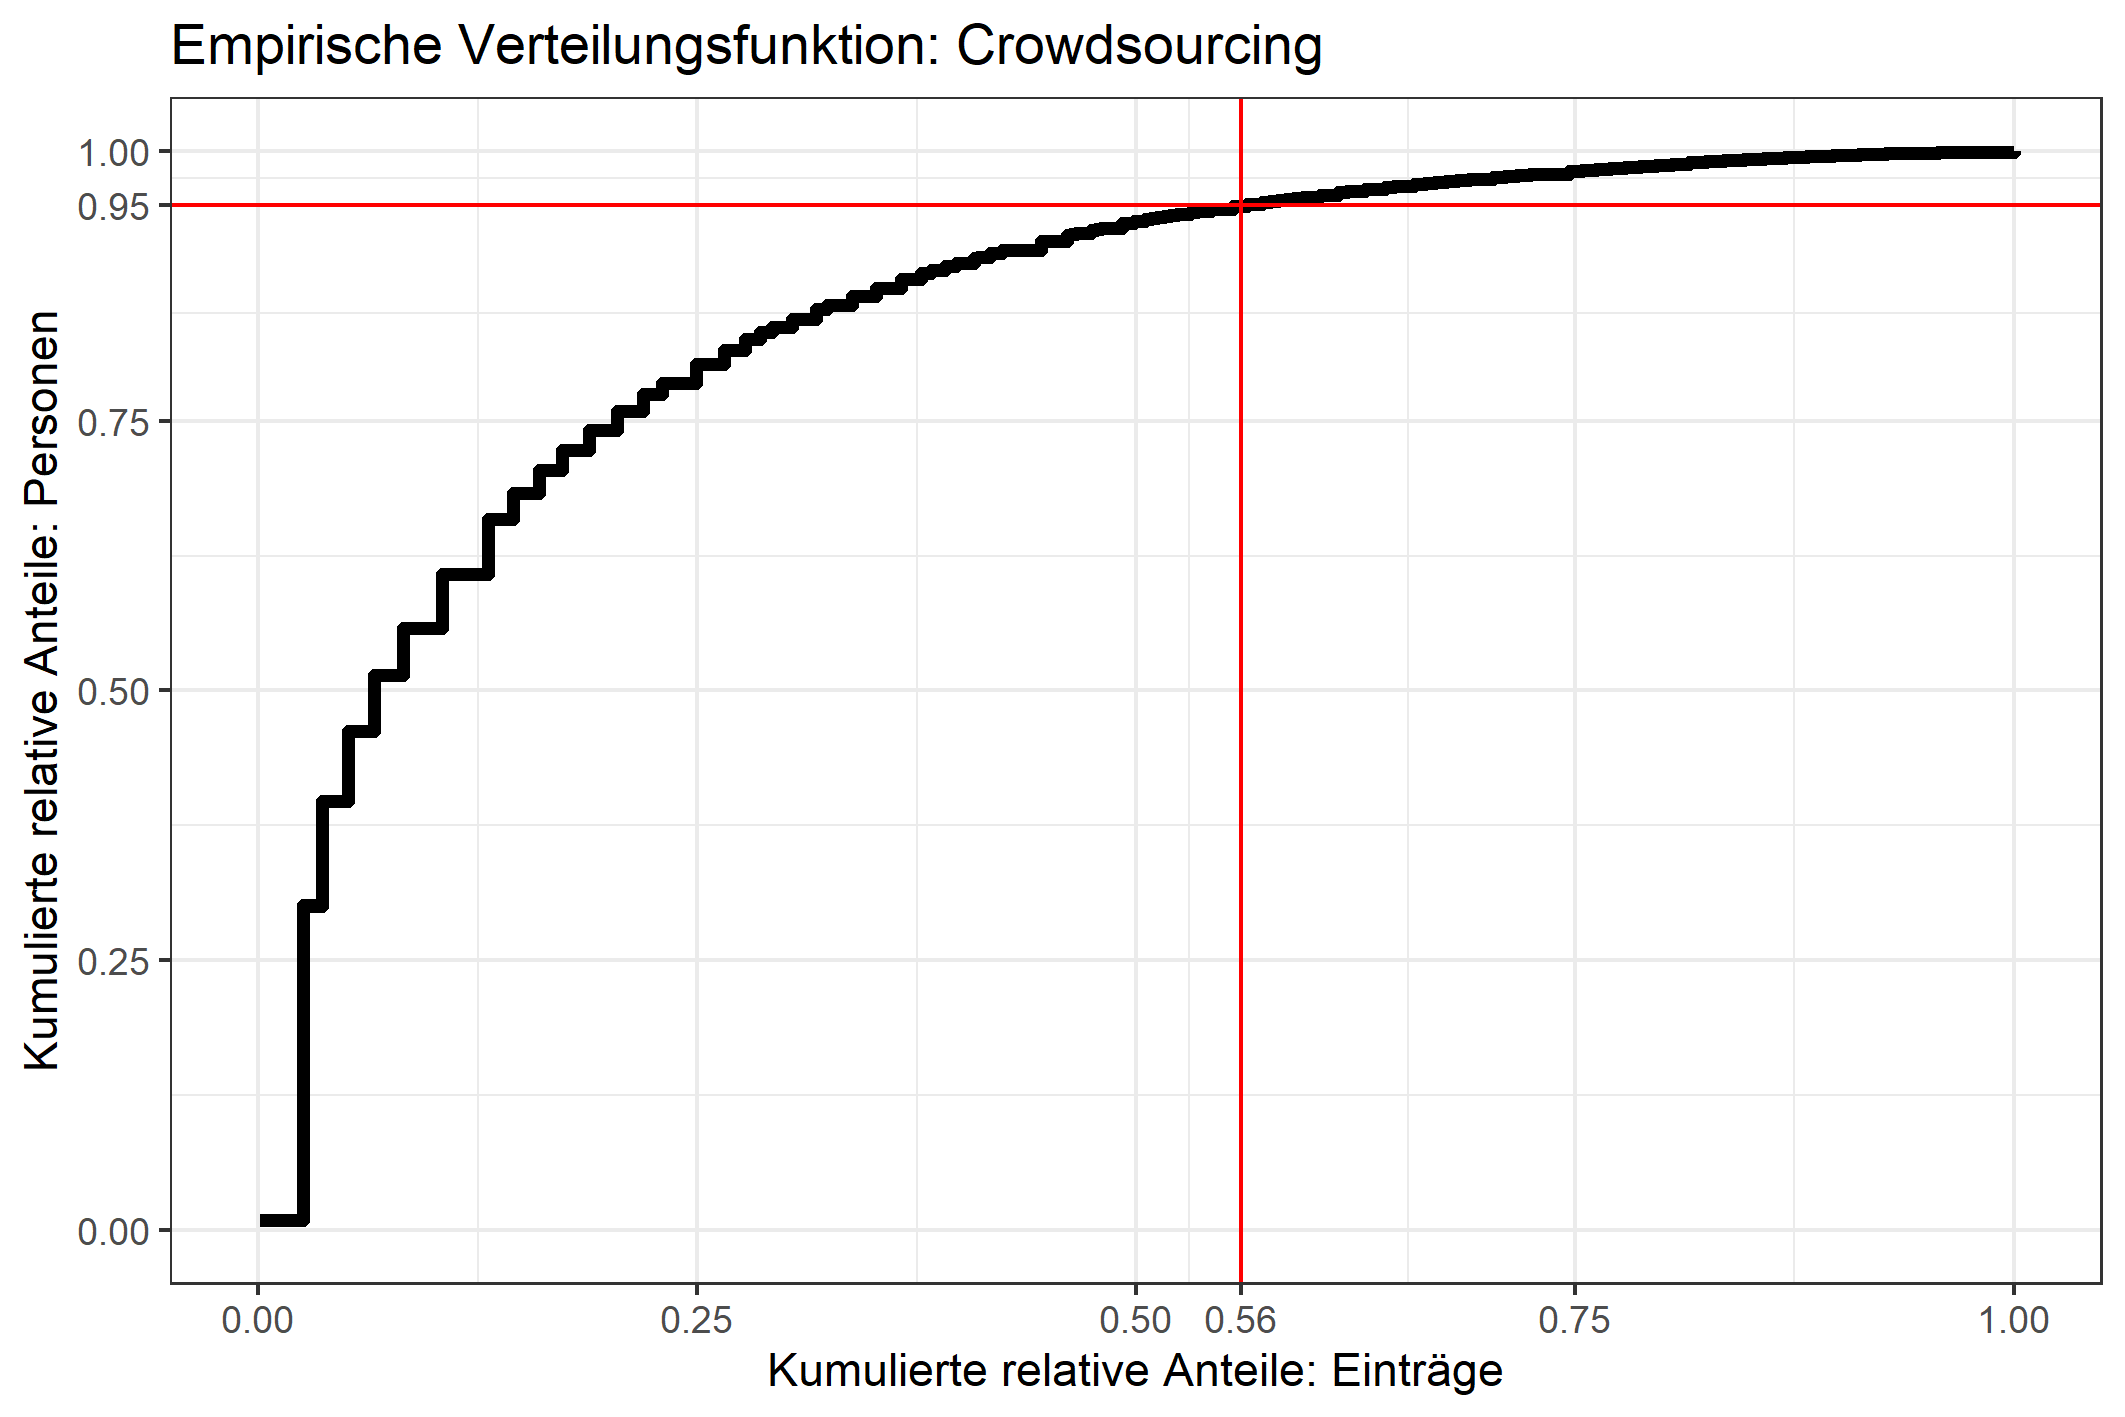 Empirische Verteilungsfunktion: Crowdsourcing
Kumulierte relative Anteile: Personen
1.00
0.95
0.75
0.50
0.25
0.00
0.00 0.25 0.50 0.56 0.75 1.00
Kumulierte relative Anteile: Einträge